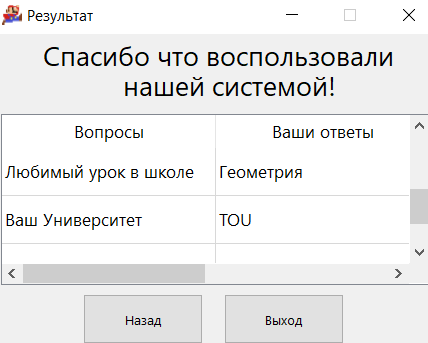 Результат
Спасибо что воспользовали
нашей системой!
Вопросы Ваши ответы
Любимый урок в школе Геометрия
Ваш Университет TOU
Назад Выход